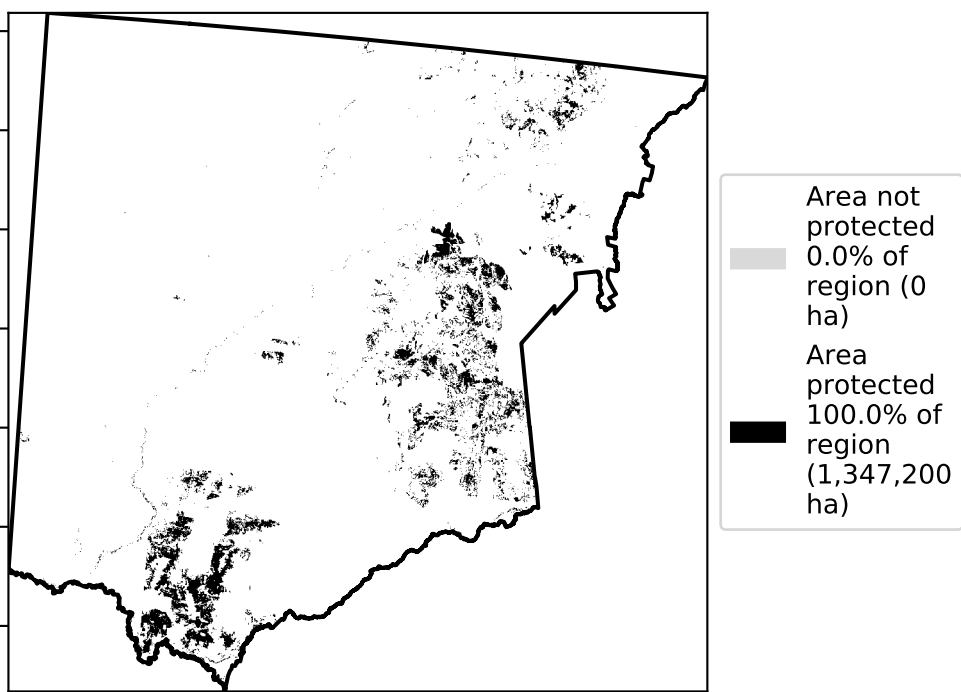 Area not
protected
0.0% of
region (0
ha)
Area
protected
100.0% of
region
(1,347,200
ha)